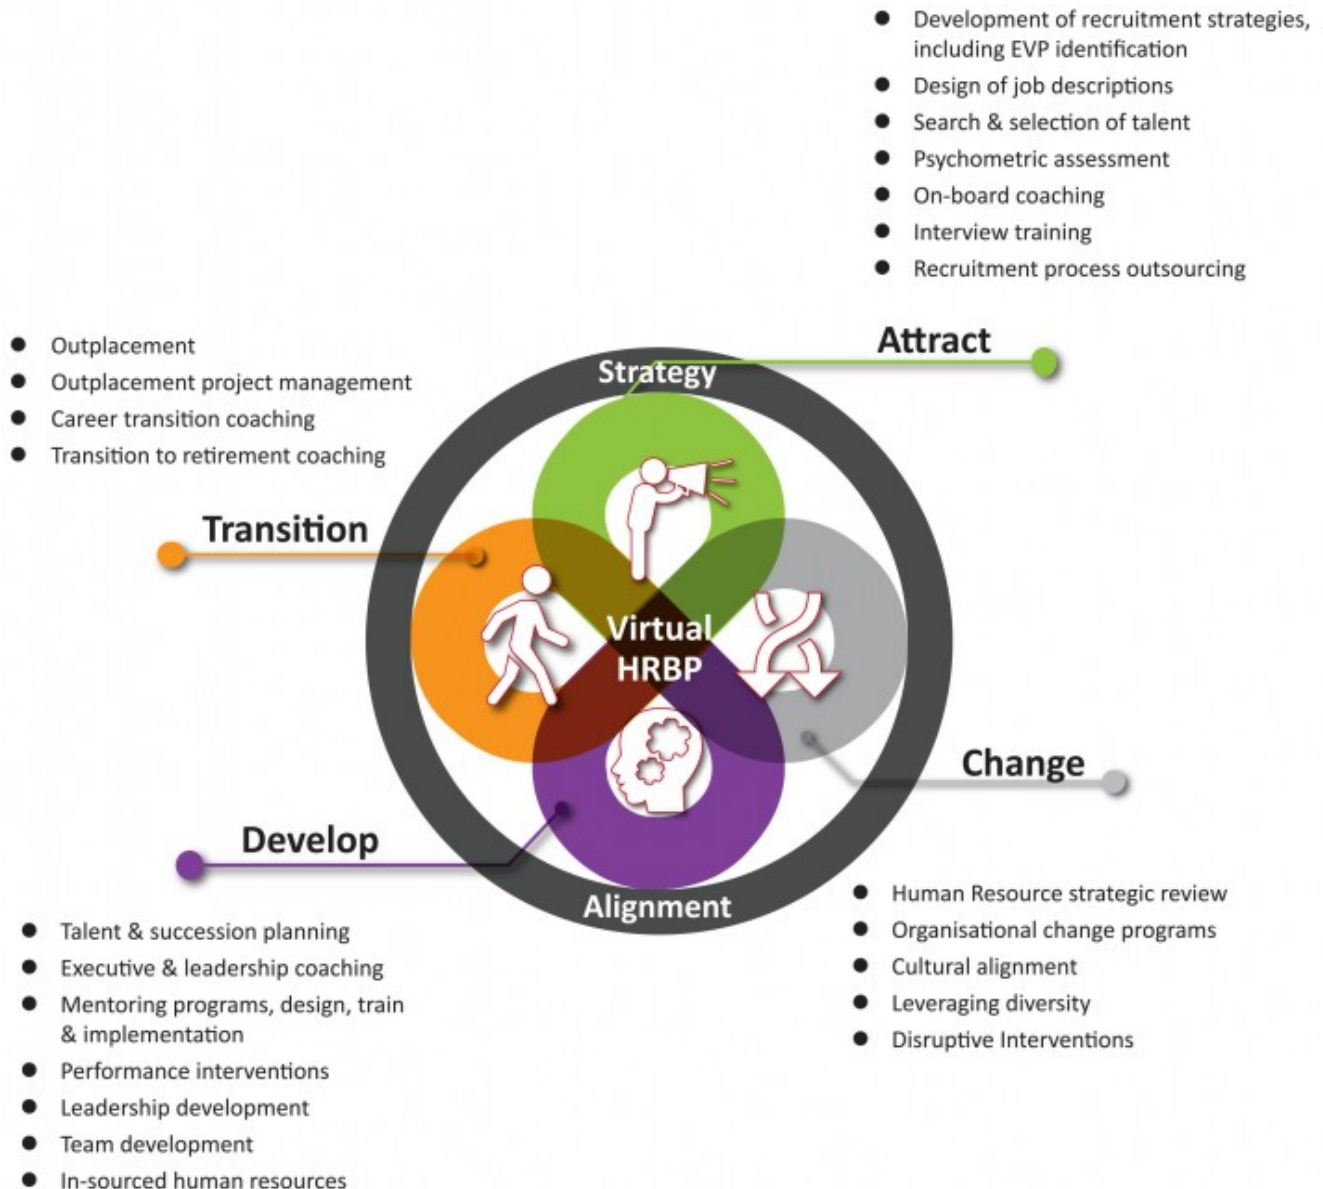 Development of recruitment strategies,
including EVP identification
Design of job descriptions
Search & selection of talent
Psychometric assessment
On-board coaching
Interview training
Recruitment process outsourcing
Attract
Outplacement
Outplacement project management
Career transition coaching
Transition to retirement coaching
Transition
Strategy
Virtual
HRBP
Alignment
Change
Human Resource strategic review
Organisational change programs
Cultural alignment
Leveraging diversity
Disruptive Interventions
Develop
Talent & succession planning
Executive & leadership coaching
Mentoring programs, design, train
& implementation
Performance interventions
Leadership development
Team development
In-sourced human resources